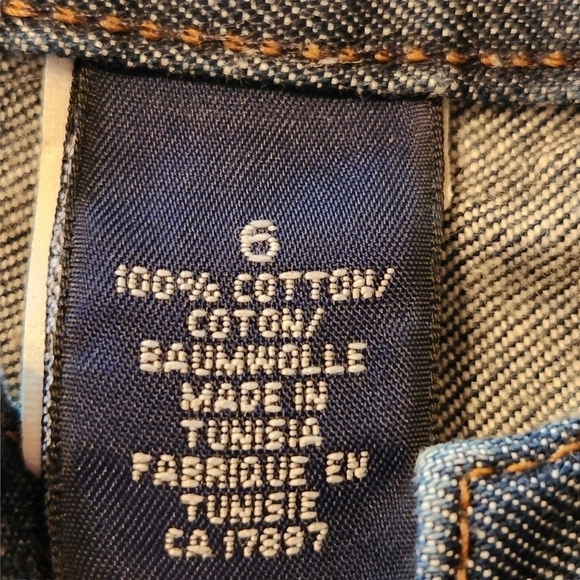 6
100% COTTON/
COTON/
BAUMWOLLE
MADE IN
TUNISIA
FABRIQUE EN
TUNISIE
CA 17897